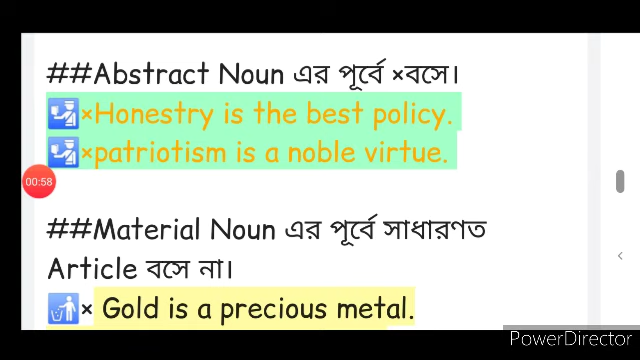 ##Abstract Noun এর পূর্বে ×বসে।
×Honestry is the best policy.
×patriotism is a noble virtue.
00:58
##Material Noun এর পূর্বে সাধারণত
Article বসে না।
× Gold is a precious metal.
PowerDirector